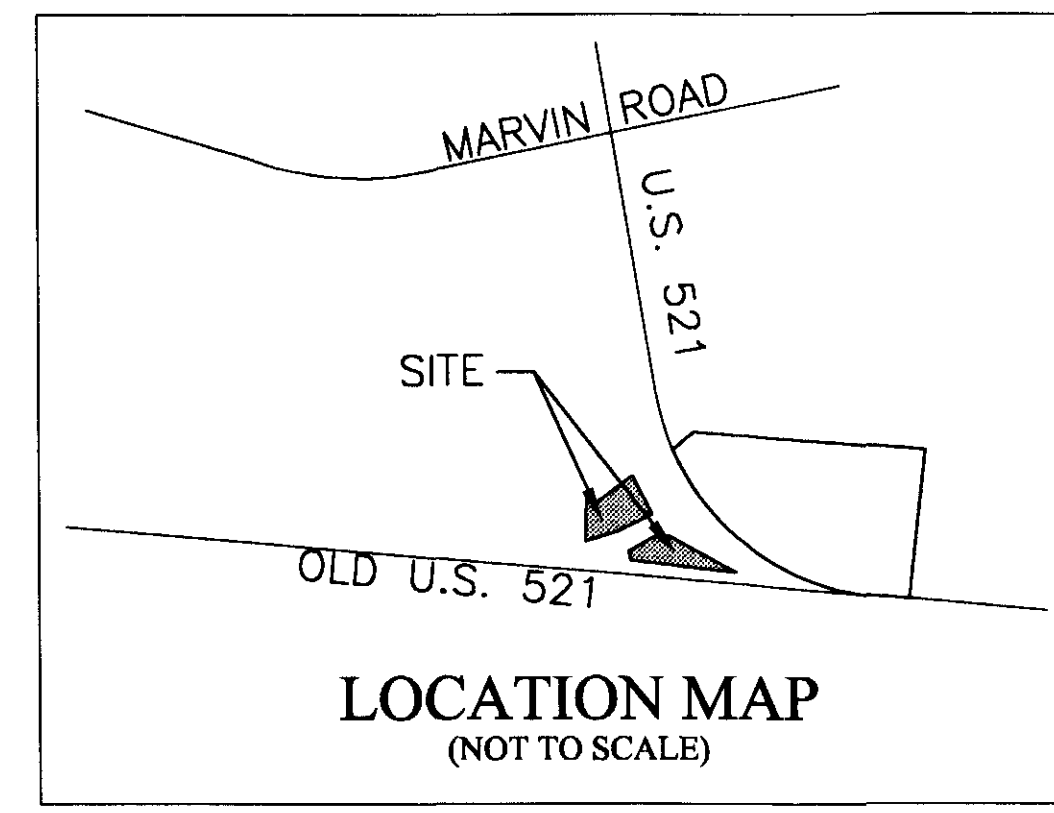 MARVIN ROAD
U.S. 521
SITE
OLD U.S. 521
LOCATION MAP
(NOT TO SCALE)